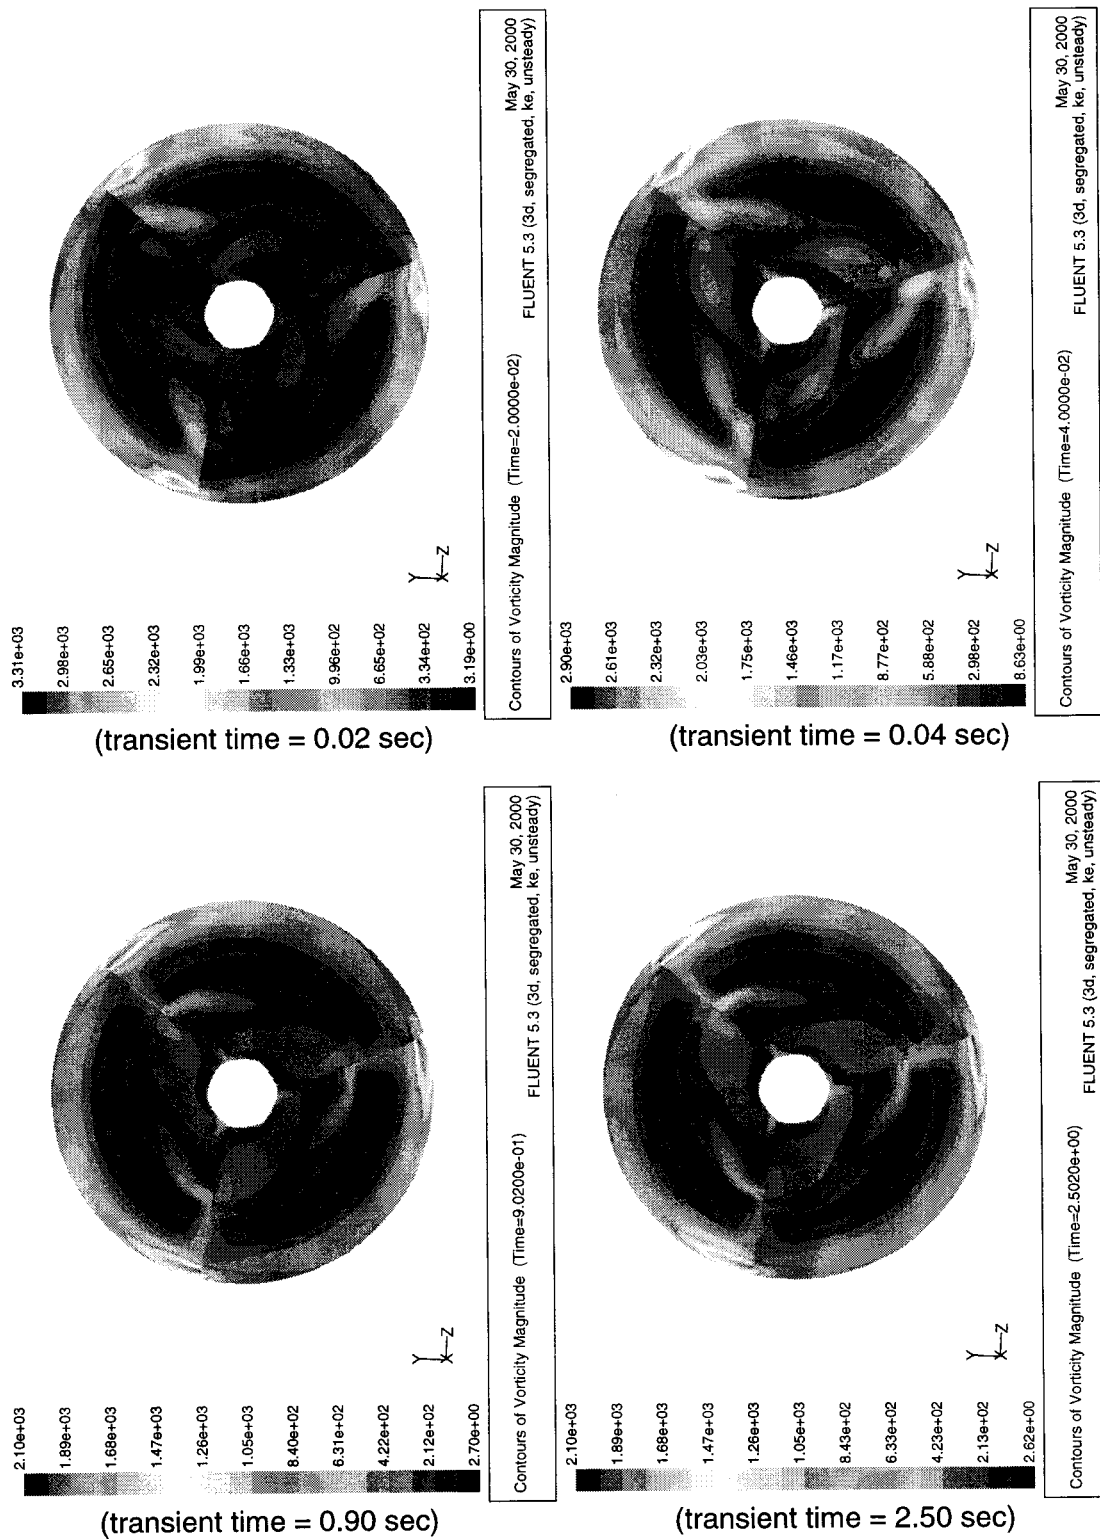 3.31e+03
2.98e+03
2.65e+03
2.32e+03
1.99e+03
1.66e+03
1.33e+03
9.96e+02
6.65e+02
3.34e+02
3.19e+00
Y
X
Z
Contours of Vorticity Magnitude (Time=2.0000e-02)
May 30, 2000
FLUENT 5.3 (3d, segregated, ke, unsteady)
(transient time = 0.02 sec)
2.90e+03
2.61e+03
2.32e+03
2.03e+03
1.75e+03
1.46e+03
1.17e+03
8.77e+02
5.88e+02
2.98e+02
8.63e+00
Y
X
Z
Contours of Vorticity Magnitude (Time=4.0000e-02)
May 30, 2000
FLUENT 5.3 (3d, segregated, ke, unsteady)
(transient time = 0.04 sec)
2.10e+03
1.89e+03
1.68e+03
1.47e+03
1.26e+03
1.05e+03
8.40e+02
6.31e+02
4.22e+02
2.12e+02
2.70e+00
Y
X
Z
Contours of Vorticity Magnitude (Time=9.0200e-01)
May 30, 2000
FLUENT 5.3 (3d, segregated, ke, unsteady)
(transient time = 0.90 sec)
2.10e+03
1.89e+03
1.68e+03
1.47e+03
1.26e+03
1.05e+03
8.43e+02
6.33e+02
4.23e+02
2.13e+02
2.62e+00
Y
X
Z
Contours of Vorticity Magnitude (Time=2.5020e+00)
May 30, 2000
FLUENT 5.3 (3d, segregated, ke, unsteady)
(transient time = 2.50 sec)